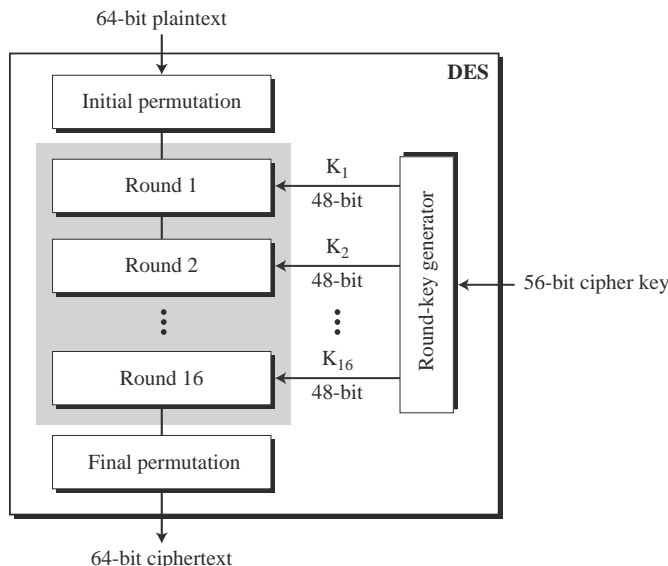 64-bit plaintext
DES
Initial permutation
Round 1
K1
48-bit
Round 2
K2
48-bit
Round 16
K16
48-bit
Round-key generator
56-bit cipher key
Final permutation
64-bit ciphertext